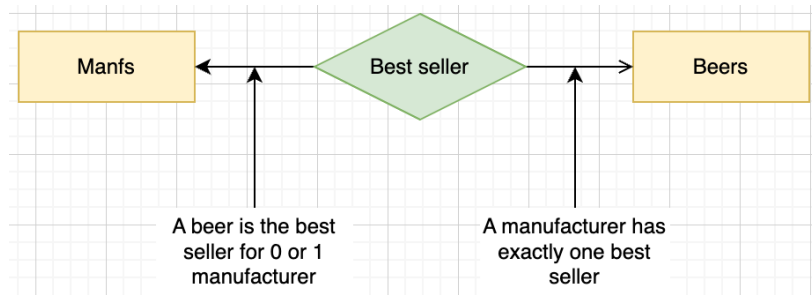 Manfs
Best seller
Beers
A beer is the best
seller for 0 or 1
manufacturer
A manufacturer has
exactly one best
seller